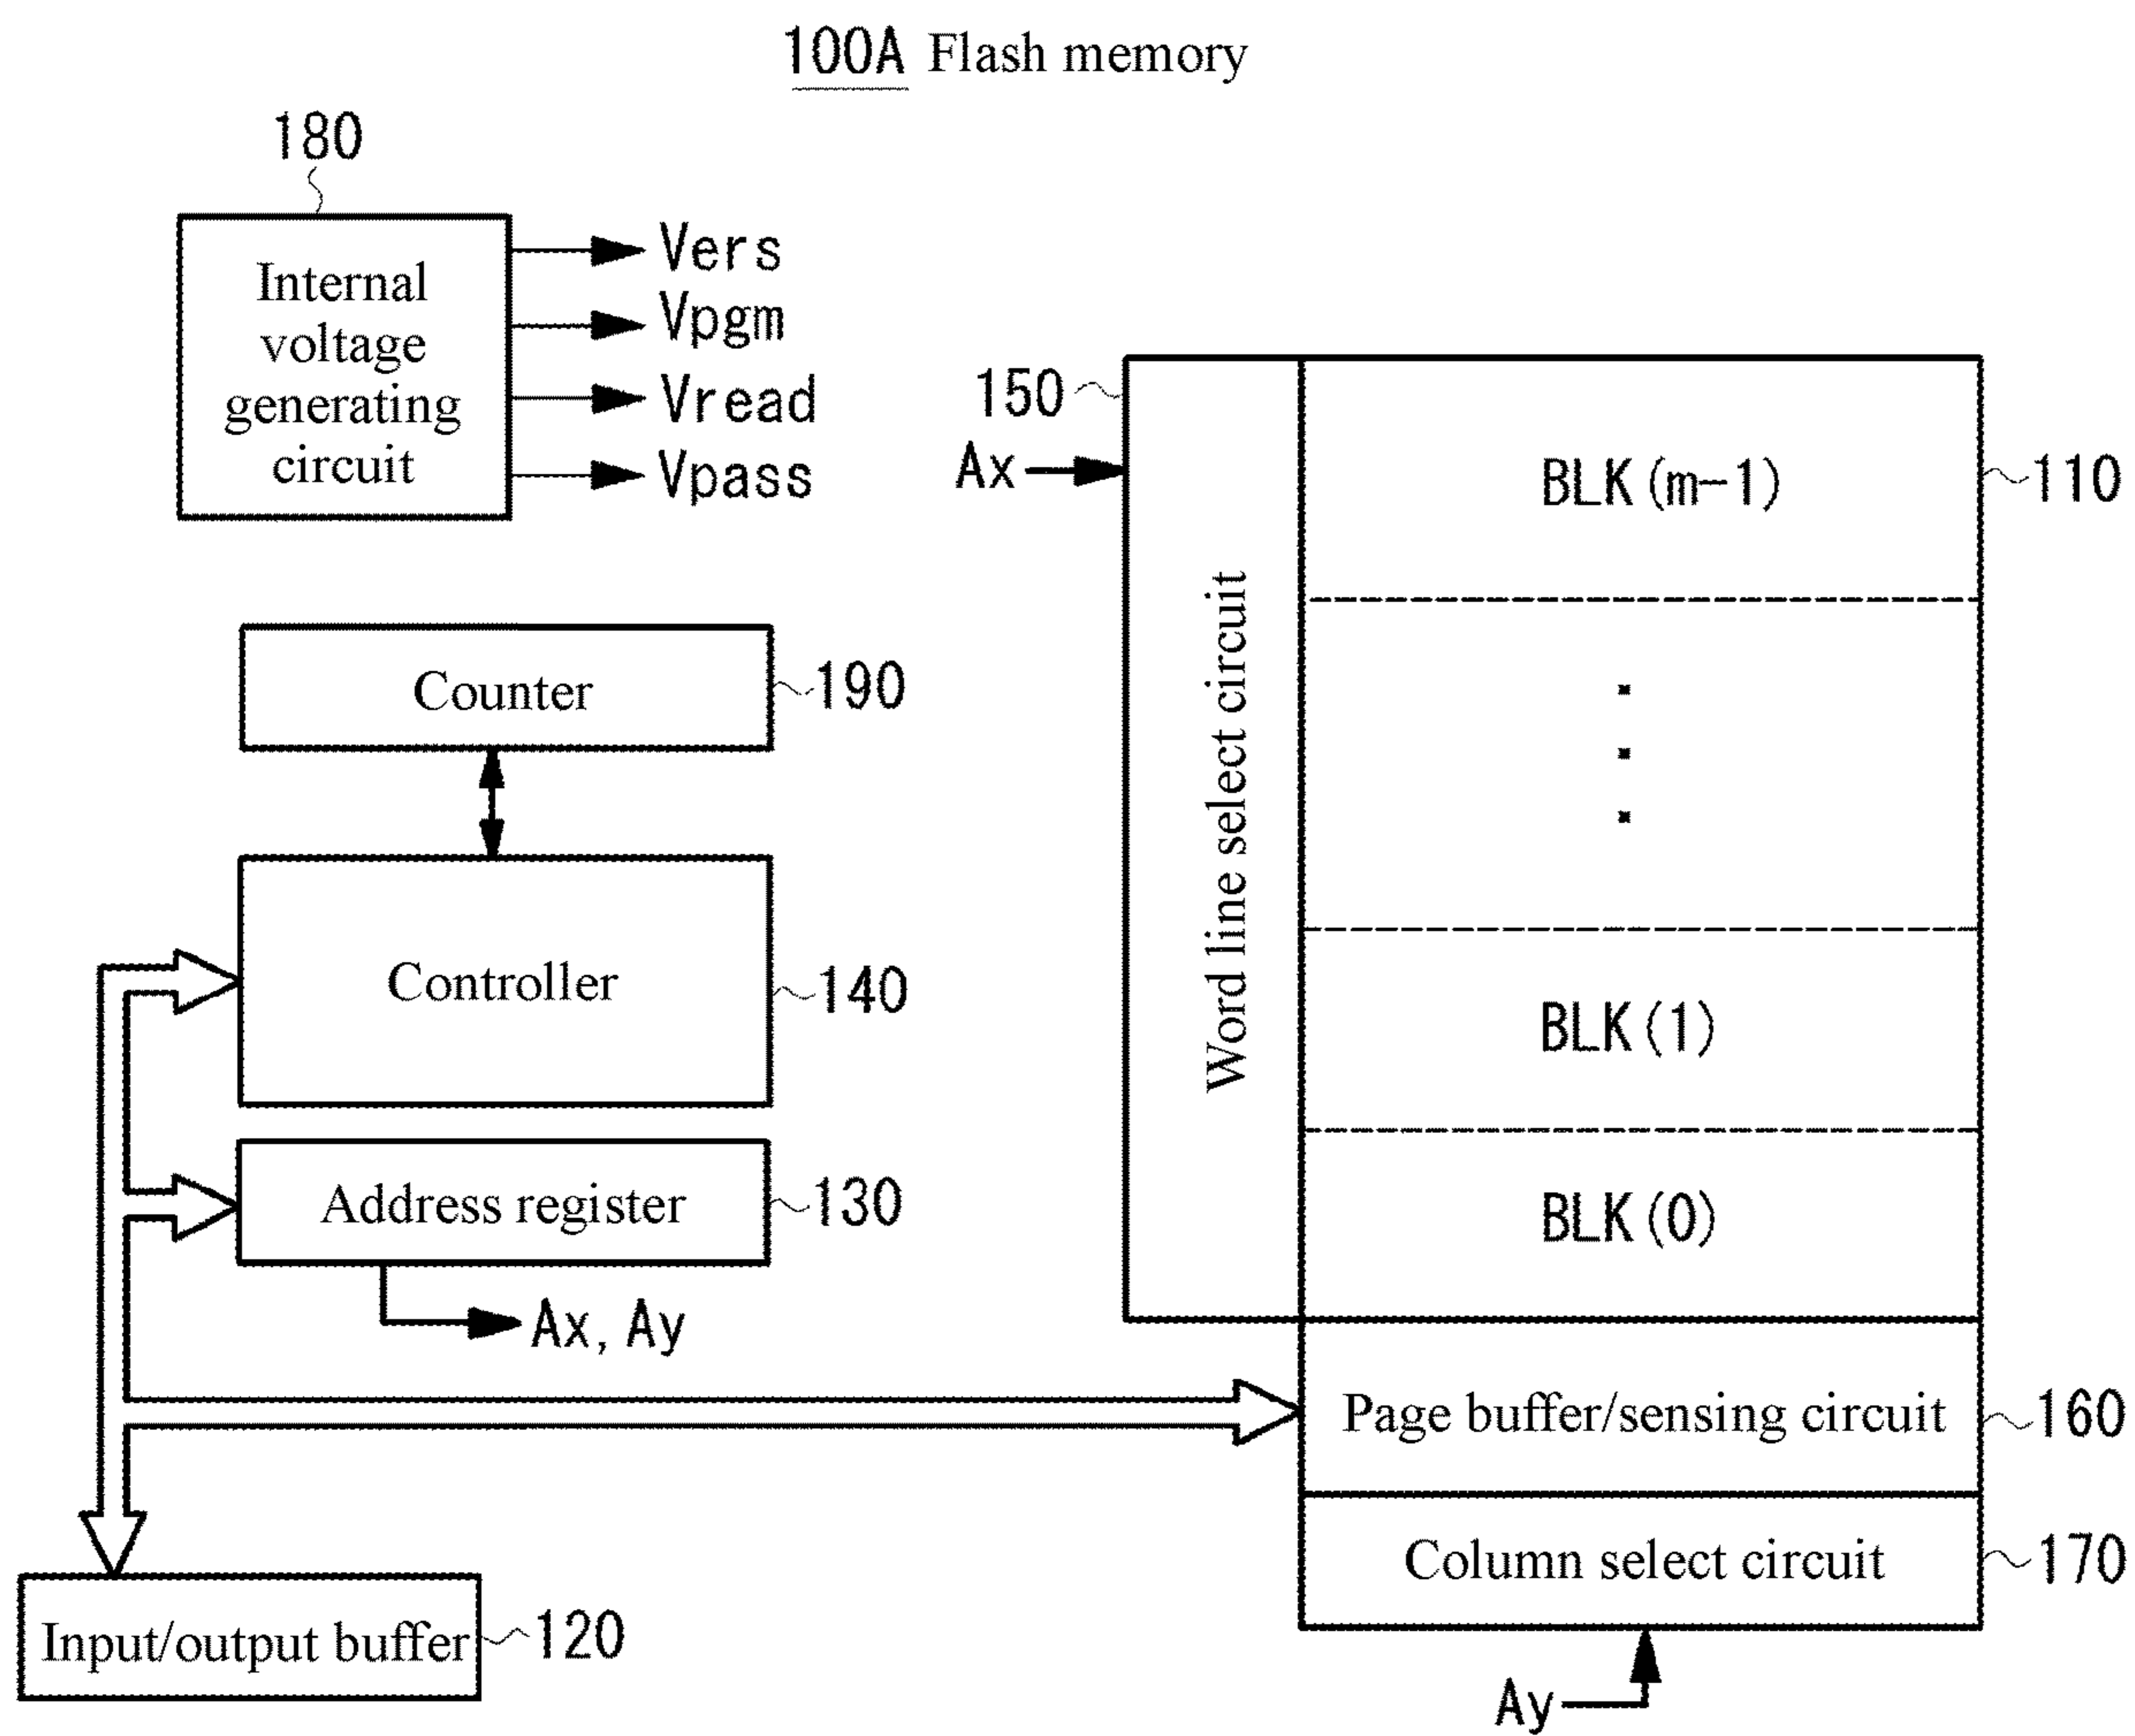 100A Flash memory
180
Internal
voltage
generating
circuit
Vers
Vpgm
Vread
Vpass
150
Ax
Word line select circuit
BLK(m-1)
110
BLK(1)
BLK(0)
Counter
190
Controller
140
Address register
130
Ax, Ay
Page buffer/sensing circuit
160
Column select circuit
170
Input/output buffer
120
Ay